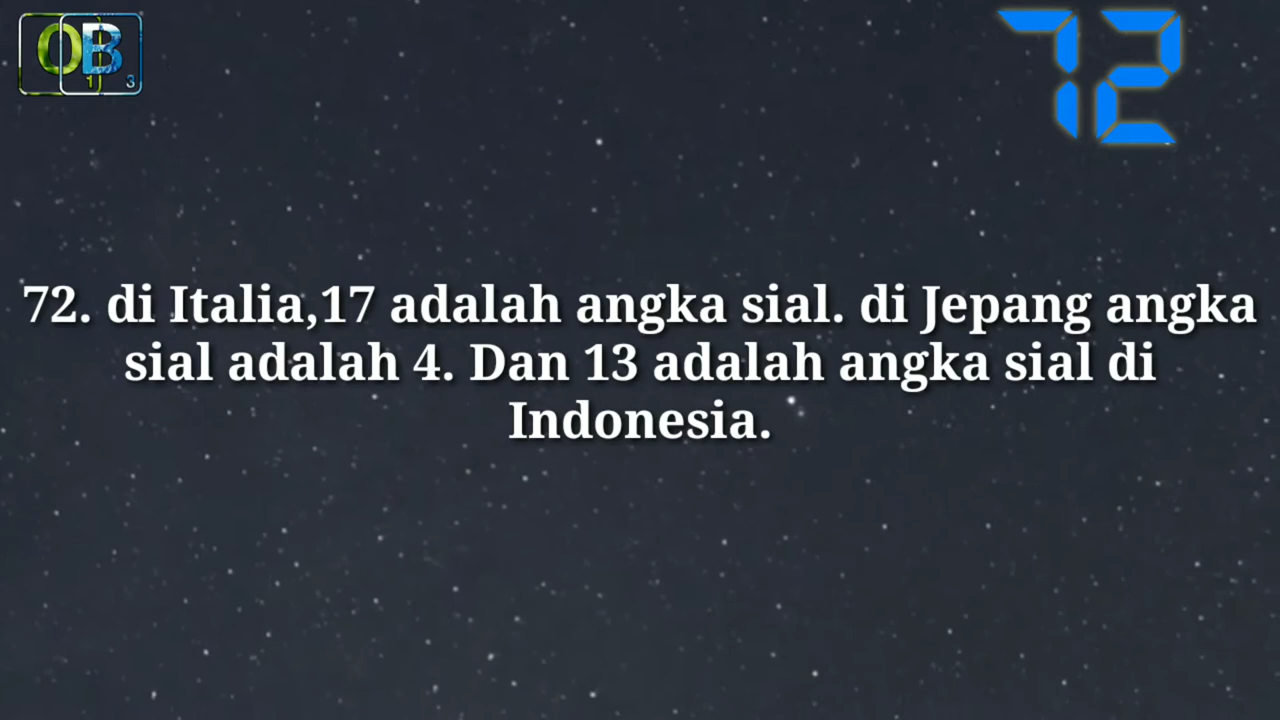 OB
1 3
72
72. di Italia,17 adalah angka sial. di Jepang angka
sial adalah 4. Dan 13 adalah angka sial di
Indonesia.